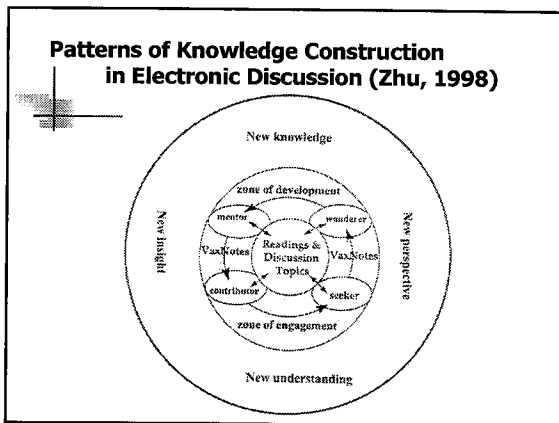 Patterns of Knowledge Construction
in Electronic Discussion (Zhu, 1998)
New knowledge
zone of development
mentor
wanderer
New insight
VaxNotes
Readings &
Discussion
Topics
VaxNotes
New perspective
contributor
seeker
zone of engagement
New understanding